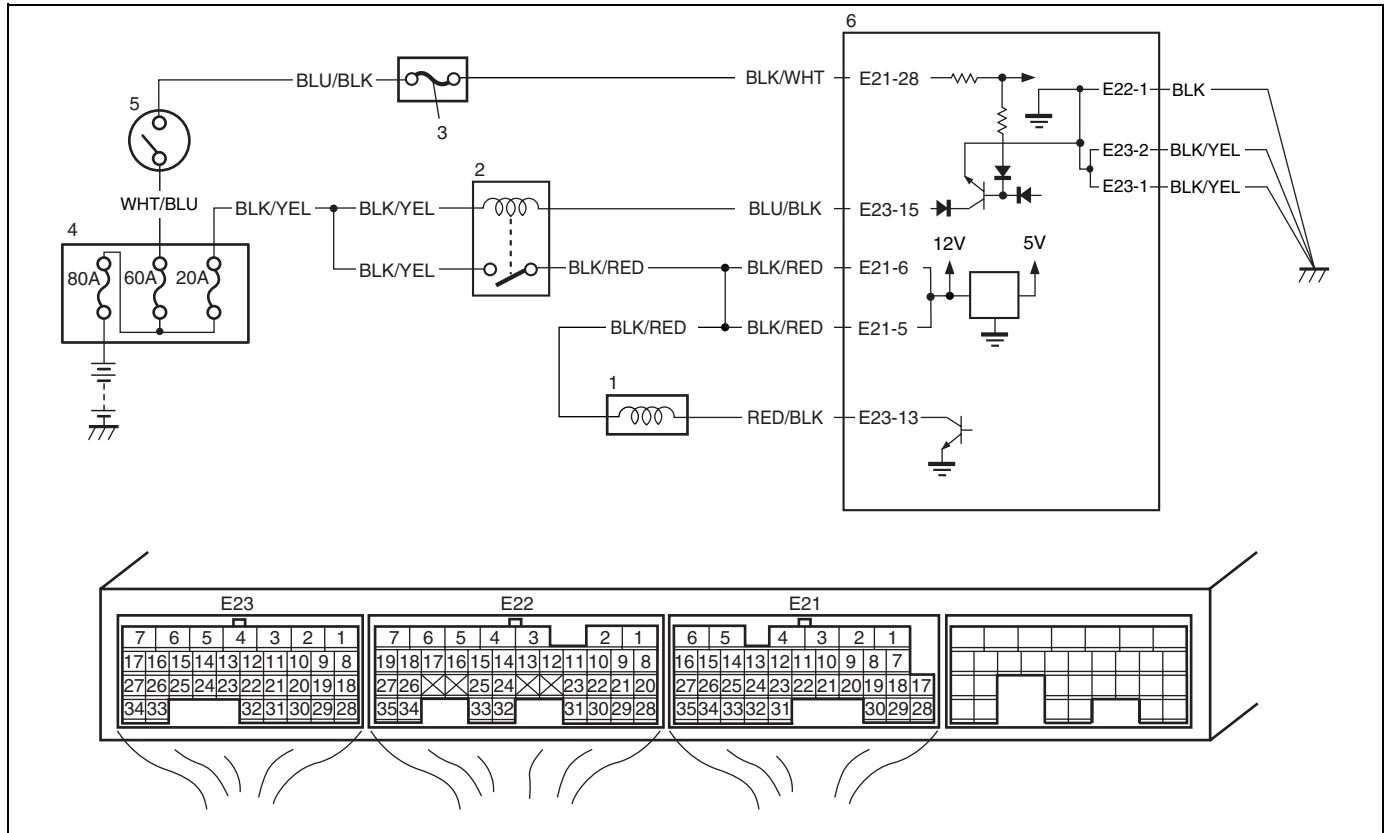 6
BLU/BLK
BLK/WHT
E21-28
3
5
E22-1
BLK
E23-2
BLK/YEL
E23-1
BLK/YEL
2
WHT/BLU
BLK/YEL
BLK/YEL
BLU/BLK
E23-15
4
12V
5V
80A
60A
20A
BLK/YEL
BLK/RED
BLK/RED
E21-6
BLK/RED
BLK/RED
E21-5
1
RED/BLK
E23-13
E23 E22 E21
7 6 5 4 3 2 1 7 6 5 4 3 2 1 6 5 4 3 2 1
17 16 15 14 13 12 11 10 9 8 19 18 17 16 15 14 13 12 11 10 9 8 16 15 14 13 12 11 10 9 8 7
27 26 25 24 23 22 21 20 19 18 27 26 25 24 23 22 21 20 27 26 25 24 23 22 21 20 19 18 17
34 33 32 31 30 29 28 35 34 33 32 31 30 29 28 35 34 33 32 31 30 29 28